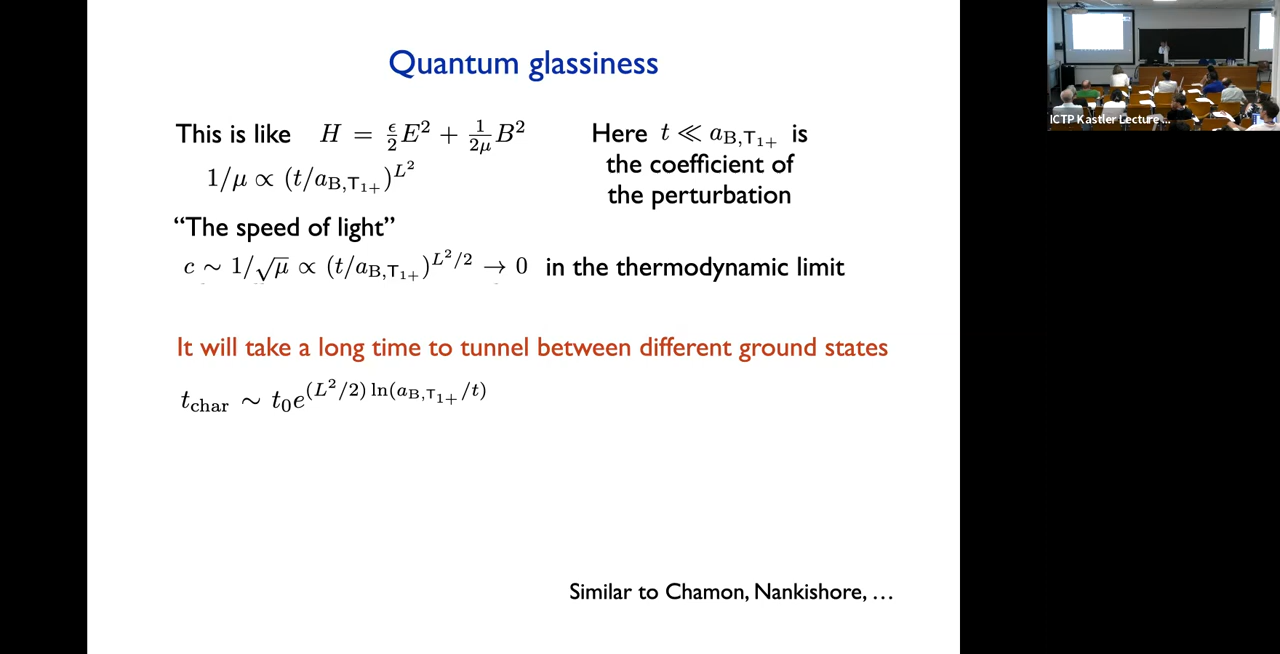 Quantum glassiness
This is like H = ϵ/2 E² + 1/2μ B²
1/μ ∝ (t/a_{B,T₁₊})^{L²}
Here t ≪ a_{B,T₁₊} is
the coefficient of
the perturbation
“The speed of light”
c ∼ 1/√μ ∝ (t/a_{B,T₁₊})^{L²/2} → 0 in the thermodynamic limit
It will take a long time to tunnel between different ground states
t_{char} ∼ t₀e^{(L²/2) ln(a_{B,T₁₊}/t)}
Similar to Chamon, Nankishore, …
ICTP Kastler Lecture ...